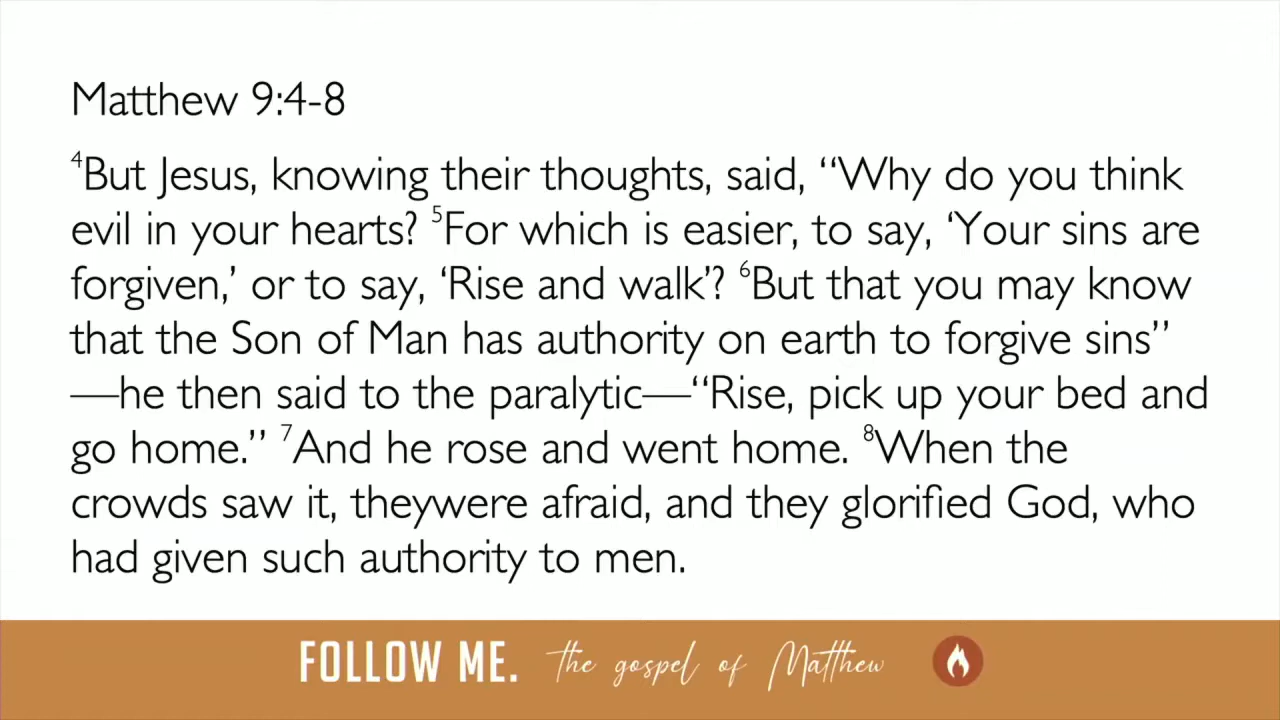 Matthew 9:4-8
⁴But Jesus, knowing their thoughts, said, “Why do you think
evil in your hearts? ⁵For which is easier, to say, ‘Your sins are
forgiven,’ or to say, ‘Rise and walk’? ⁶But that you may know
that the Son of Man has authority on earth to forgive sins”
—he then said to the paralytic—“Rise, pick up your bed and
go home.” ⁷And he rose and went home. ⁸When the
crowds saw it, theywere afraid, and they glorified God, who
had given such authority to men.
FOLLOW ME. the gospel of Matthew